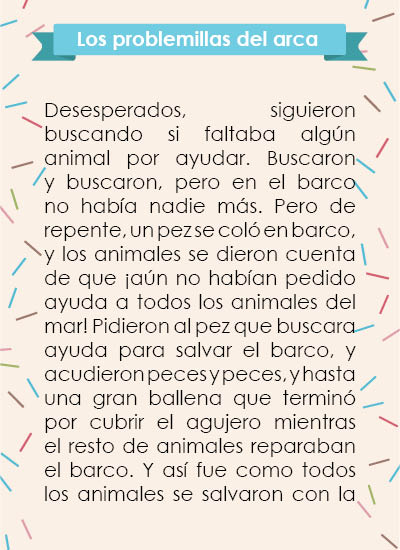 Los problemillas del arca
Desesperados, siguieron
buscando si faltaba algún
animal por ayudar. Buscaron
y buscaron, pero en el barco
no había nadie más. Pero de
repente, un pez se coló en barco,
y los animales se dieron cuenta
de que ¡aún no habían pedido
ayuda a todos los animales del
mar! Pidieron al pez que buscara
ayuda para salvar el barco, y
acudieron peces y peces, y hasta
una gran ballena que terminó
por cubrir el agujero mientras
el resto de animales reparaban
el barco. Y así fue como todos
los animales se salvaron con la